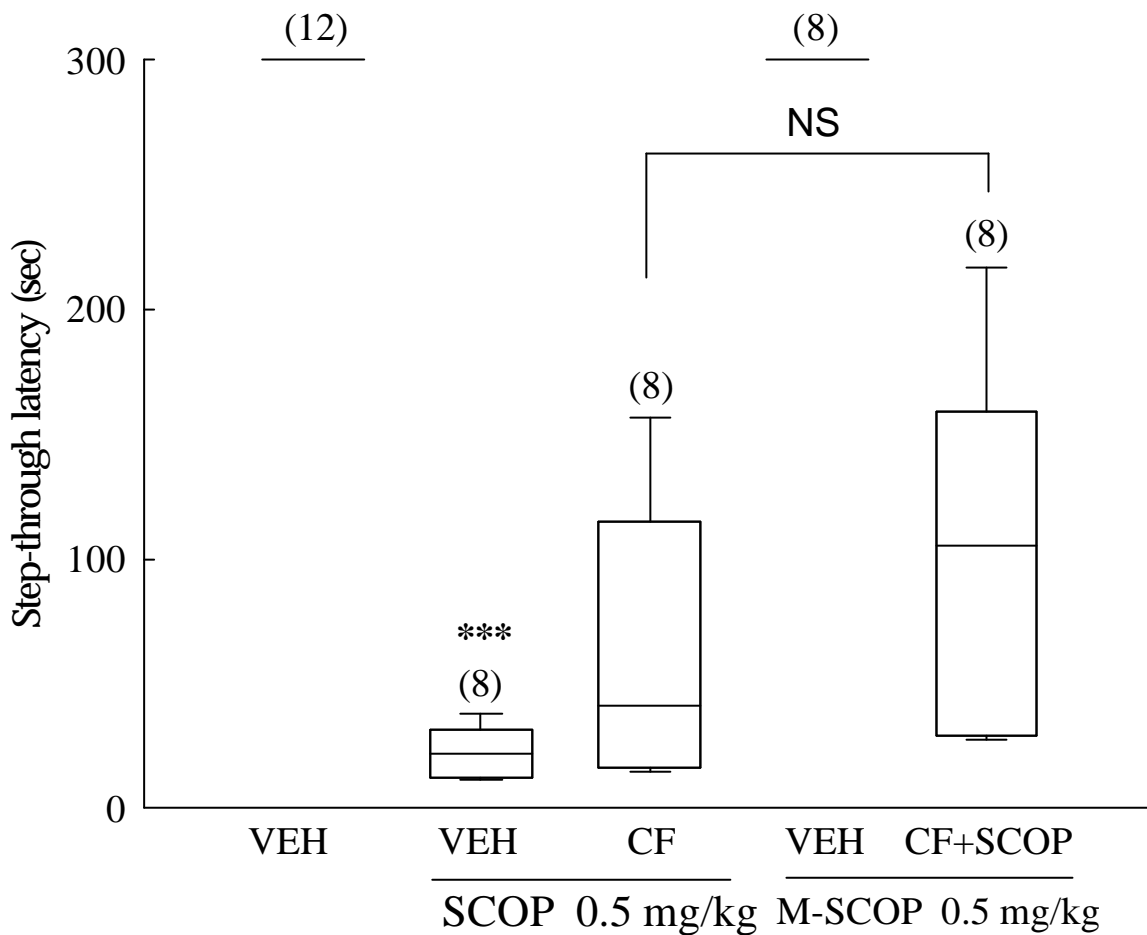 (12) (8)
300
NS
(8)
200
(8)
Step-through latency (sec)
100
***
(8)
0
VEH VEH CF VEH CF+SCOP
SCOP 0.5 mg/kg M-SCOP 0.5 mg/kg